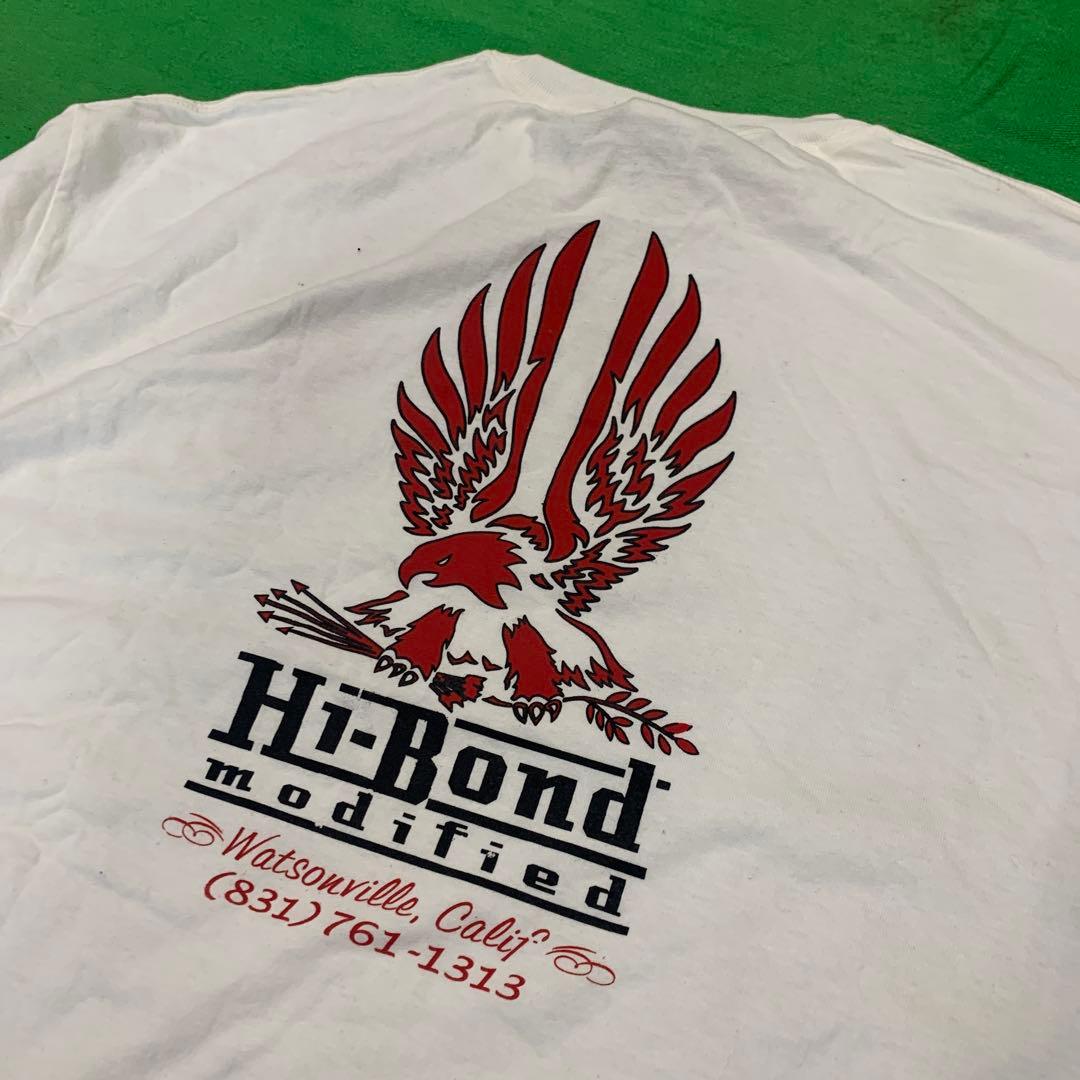 Hi-Bond
modified
Watsonville, Calif
(831)761-1313